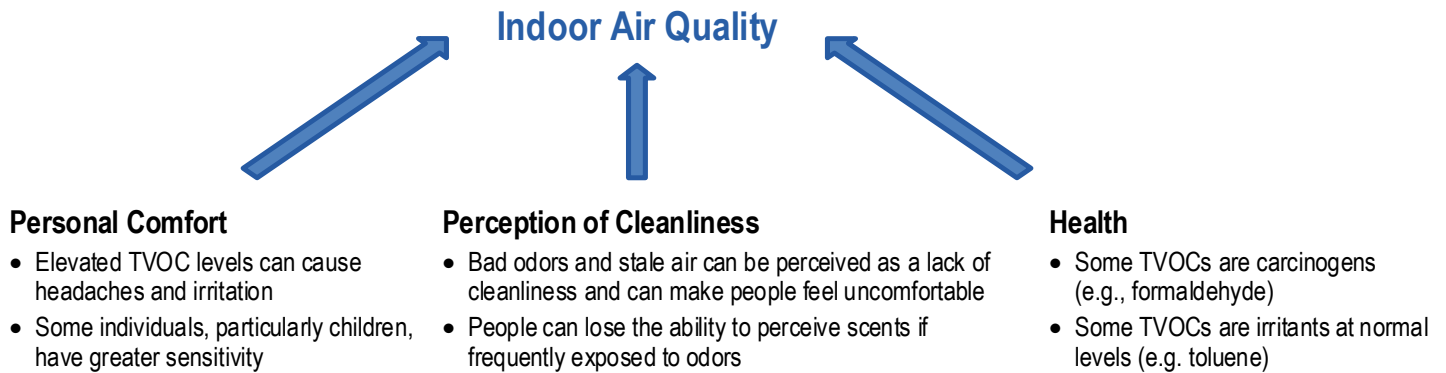 Indoor Air Quality
Personal Comfort
• Elevated TVOC levels can cause
headaches and irritation
• Some individuals, particularly children,
have greater sensitivity
Perception of Cleanliness
• Bad odors and stale air can be perceived as a lack of
cleanliness and can make people feel uncomfortable
• People can lose the ability to perceive scents if
frequently exposed to odors
Health
• Some TVOCs are carcinogens
(e.g., formaldehyde)
• Some TVOCs are irritants at normal
levels (e.g. toluene)